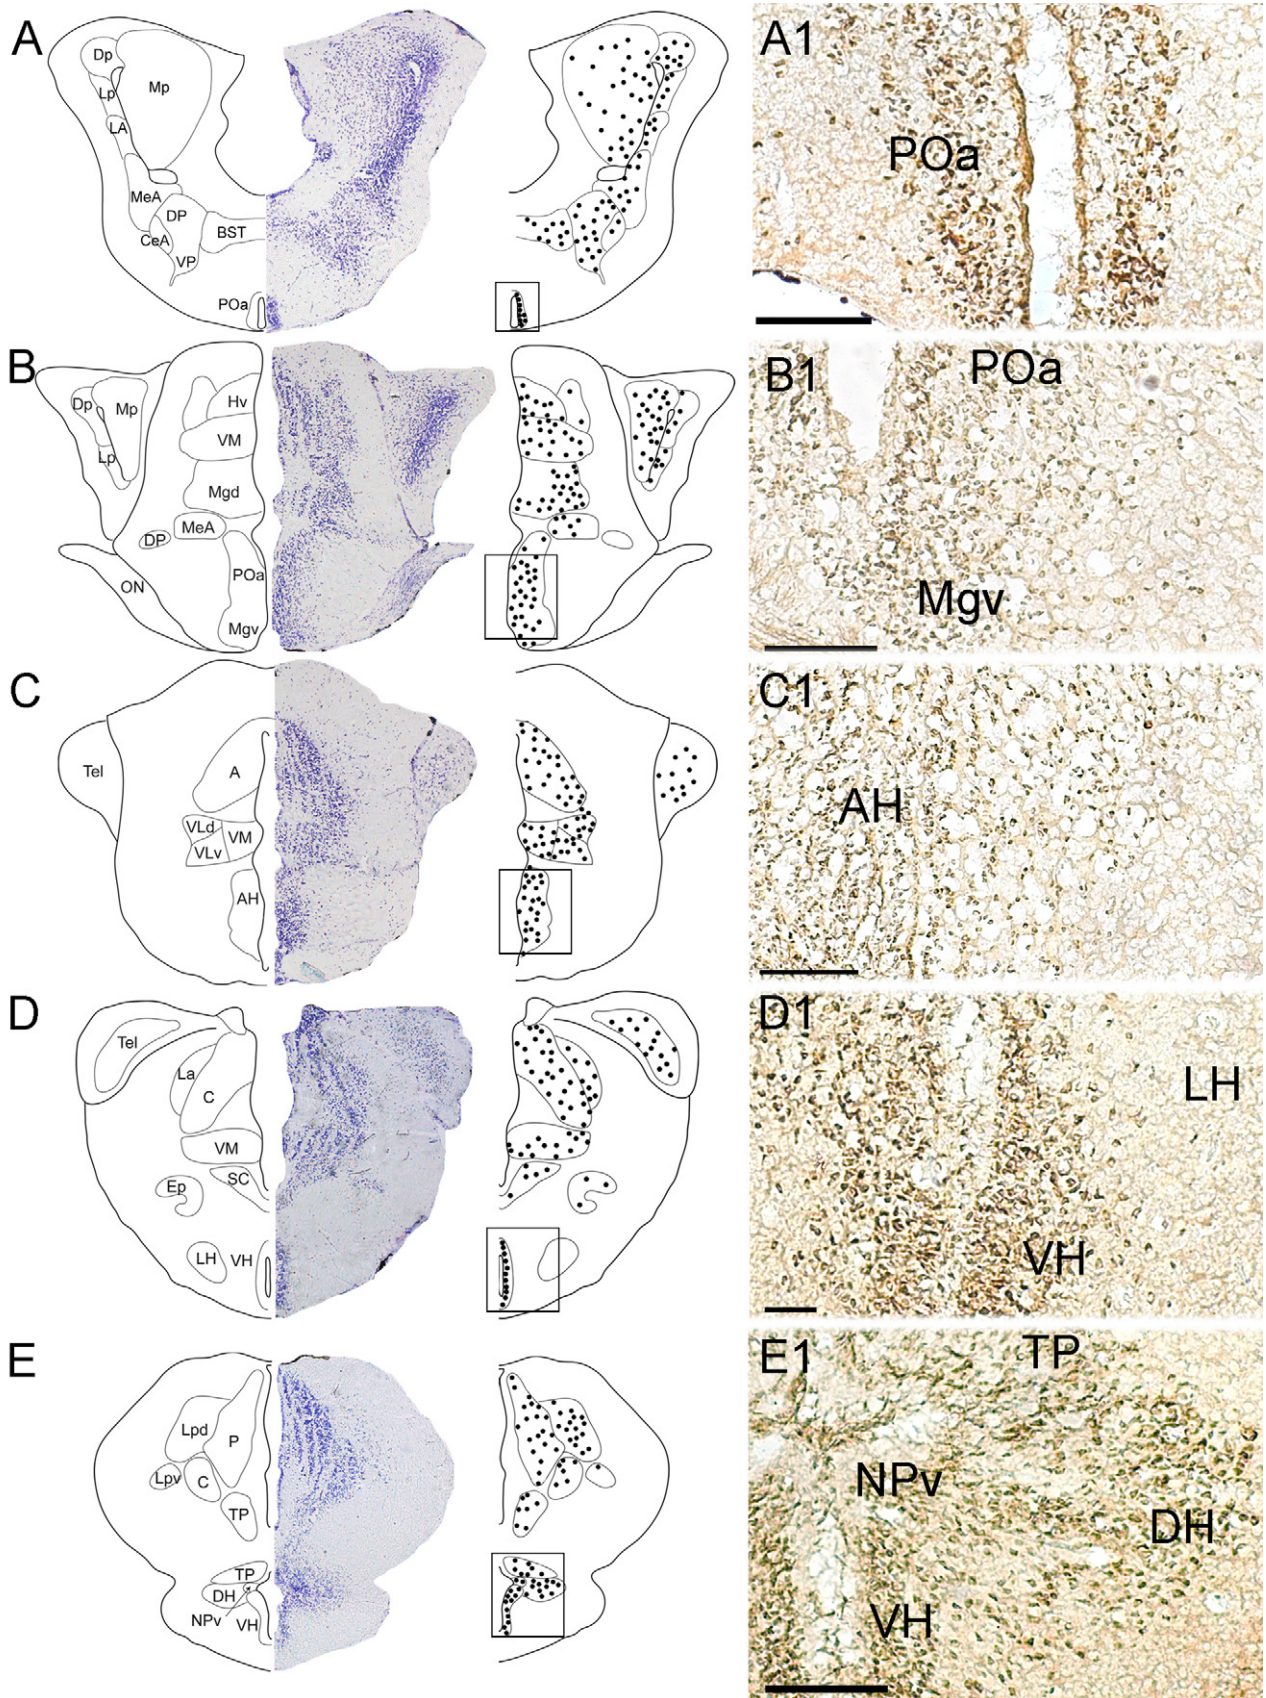 A
Dp
Mp
Lp
LA
MeA
DP
CeA
BST
VP
POa
A1
POa
B
Dp
Mp
Lp
Hv
VM
Mgd
MeA
DP
ON
POa
Mgv
B1
POa
Mgv
C
Tel
A
VLd
VM
VLv
AH
C1
AH
D
Tel
La
C
VM
SC
Ep
LH
VH
D1
LH
VH
E
Lpd
P
Lpv
C
TP
TP
DH
NPv
VH
E1
TP
NPv
DH
VH